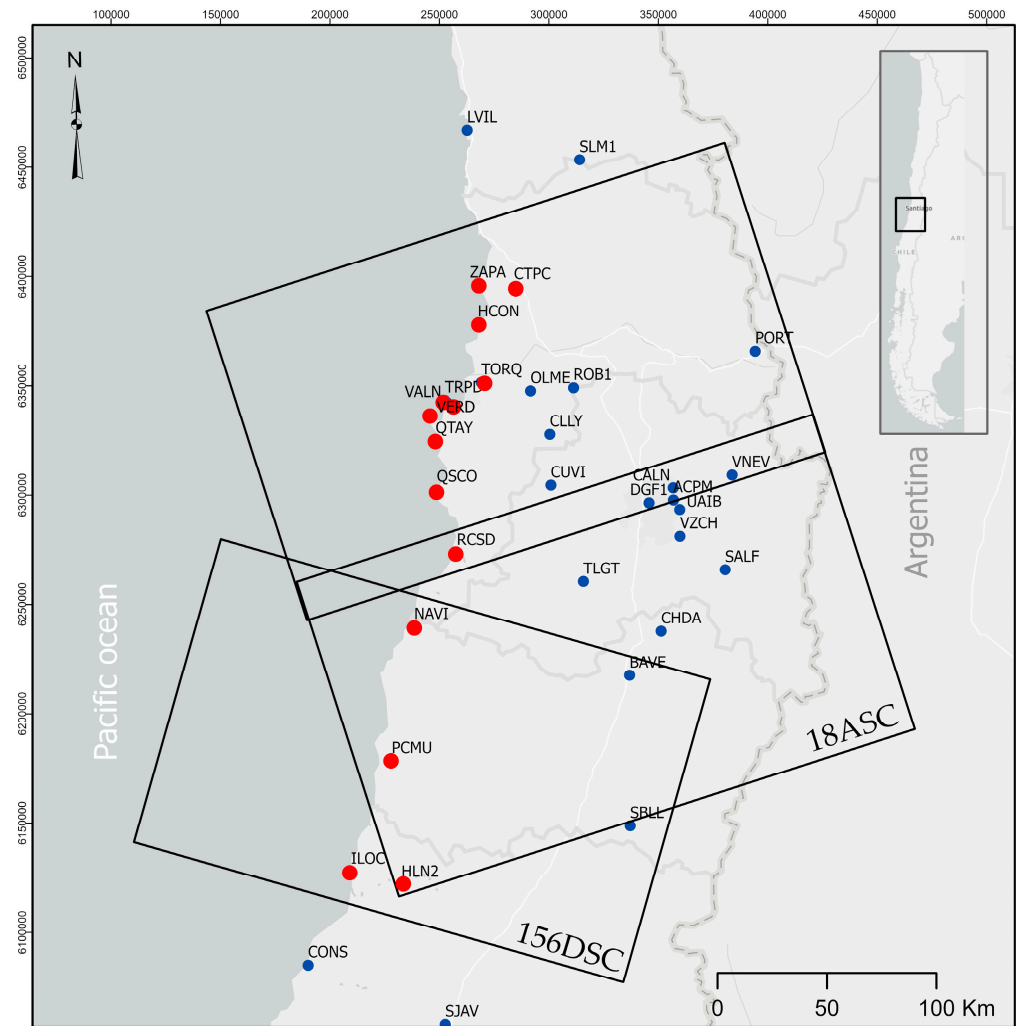 100000 150000 200000 250000 300000 350000 400000 450000 500000
6500000
N
LVIL
SLM1
6450000
Santiago
ARG
CHILE
6400000
ZAPA CTPC
HCON
PORT
6350000
TORQ
OLME ROB1
VALN TRPD
VERD
CLLY
QTAY
QSCO
CUVI
CALN
VNEV
6300000
DGF1 ACPM
UAIB
VZCH
RCSD
Argentina
SALF
TLGT
6250000
NAVI
CHDA
Pacific ocean
BAVE
6200000
18ASC
PCMU
6150000
SBLL
ILOC
HLN2
6100000
156DSC
CONS
0 50 100 Km
SJAV